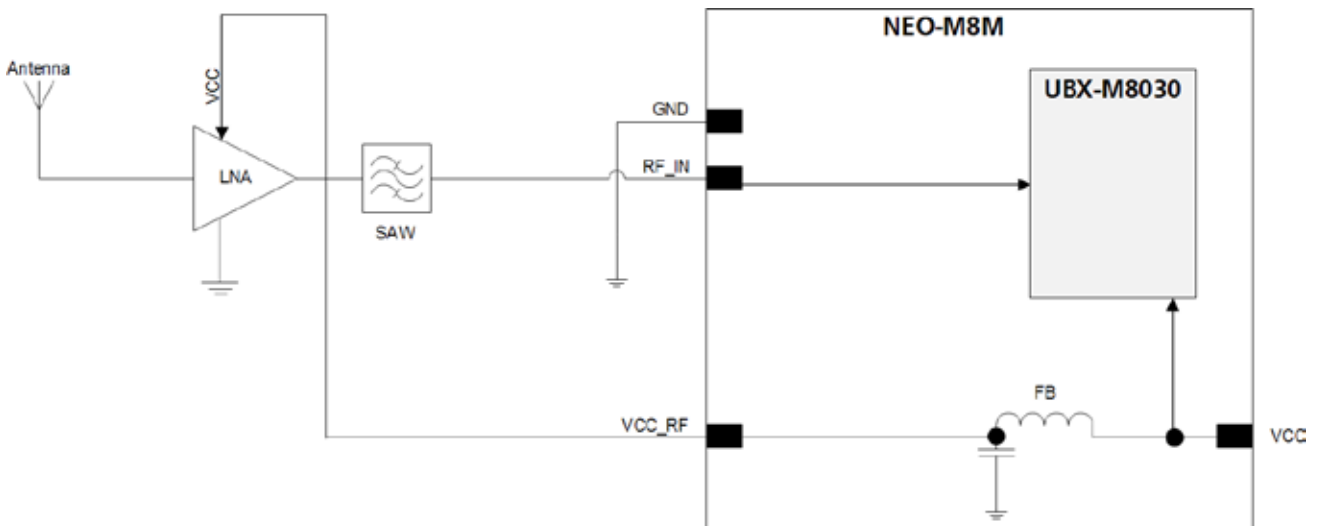 NEO-M8M
Antenna
VCC
UBX-M8030
GND
LNA
RF_IN
SAW
FB
VCC_RF
VCC